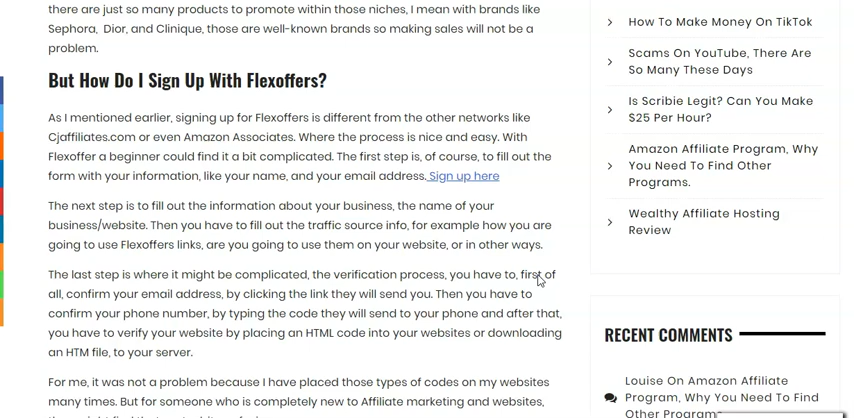 there are just so many products to promote within those niches, I mean with brands like
Sephora, Dior, and Clinique, those are well-known brands so making sales will not be a
problem.
But How Do I Sign Up With Flexoffers?
As I mentioned earlier, signing up for Flexoffers is different from the other networks like
Cjaffiliates.com or even Amazon Associates. Where the process is nice and easy. With
Flexoffer a beginner could find it a bit complicated. The first step is, of course, to fill out the
form with your information, like your name, and your email address. Sign up here
The next step is to fill out the information about your business, the name of your
business/website. Then you have to fill out the traffic source info, for example how you are
going to use Flexoffers links, are you going to use them on your website, or in other ways.
The last step is where it might be complicated, the verification process, you have to, first of
all, confirm your email address, by clicking the link they will send you. Then you have to
confirm your phone number, by typing the code they will send to your phone and after that,
you have to verify your website by placing an HTML code into your websites or downloading
an HTM file, to your server.
For me, it was not a problem because I have placed those types of codes on my websites
many times. But for someone who is completely new to Affiliate marketing and websites,
How To Make Money On TikTok
Scams On YouTube, There Are
So Many These Days
Is Scribie Legit? Can You Make
$25 Per Hour?
Amazon Affiliate Program, Why
You Need To Find Other
Programs.
Wealthy Affiliate Hosting
Review
RECENT COMMENTS
Louise On Amazon Affiliate
Program, Why You Need To Find
Other Programs